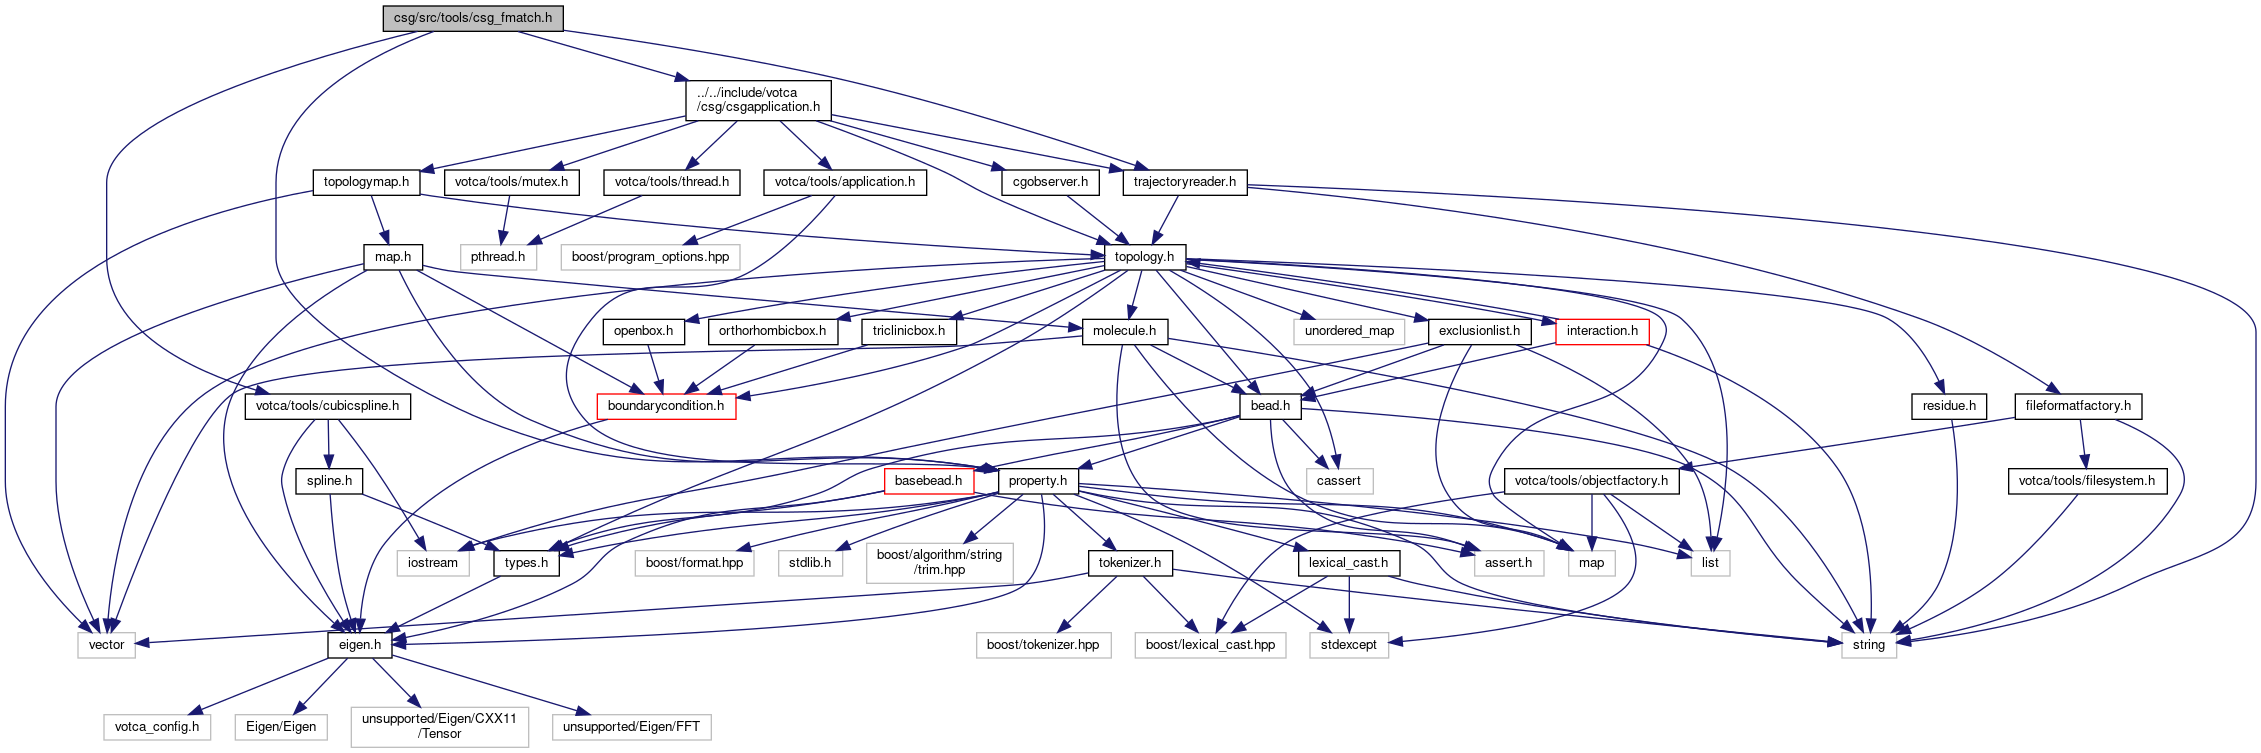 csg/src/tools/csg_fmatch.h
../../include/votca
/csg/csgapplication.h
topologymap.h
votca/tools/mutex.h
votca/tools/thread.h
votca/tools/application.h
cgobserver.h
trajectoryreader.h
map.h
pthread.h
boost/program_options.hpp
topology.h
openbox.h
orthorhombicbox.h
triclinicbox.h
molecule.h
unordered_map
exclusionlist.h
interaction.h
votca/tools/cubicspline.h
boundarycondition.h
bead.h
residue.h
fileformatfactory.h
spline.h
basebead.h
property.h
cassert
votca/tools/objectfactory.h
votca/tools/filesystem.h
iostream
types.h
boost/format.hpp
stdlib.h
boost/algorithm/string
/trim.hpp
tokenizer.h
lexical_cast.h
assert.h
map
list
vector
eigen.h
boost/tokenizer.hpp
boost/lexical_cast.hpp
stdexcept
string
votca_config.h
Eigen/Eigen
unsupported/Eigen/CXX11
/Tensor
unsupported/Eigen/FFT